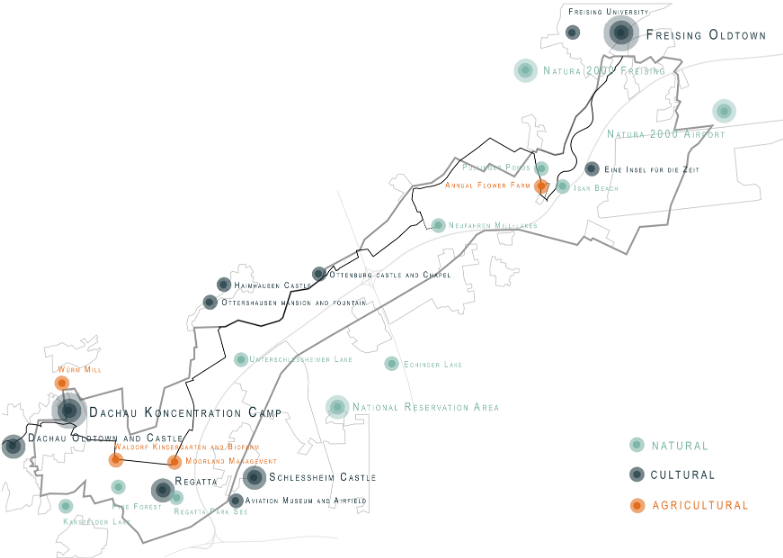 Freising University
Freising Oldtown
Natura 2000 Freising
Natura 2000 Airport
Pullinger Ponds
Eine Insel für die Zeit
Annual Flower Farm
Isar Beach
Neufahren Mill-lakes
Ottenburg castle and Chapel
Haimhausen Castle
Ottershausen mansion and fountain
Unterschlessheimer Lake
Echinger Lake
Würm Mill
National Reservation Area
Dachau Koncentration Camp
Dachau Oldtown and Castle
Waldorf Kindergarten and Biofarm
Moorland Management
Schlessheim Castle
Regatta
Aviation Museum and Airfield
Pine Forest
Regatta Park See
Karlsfelder Lake
NATURAL
CULTURAL
AGRICULTURAL